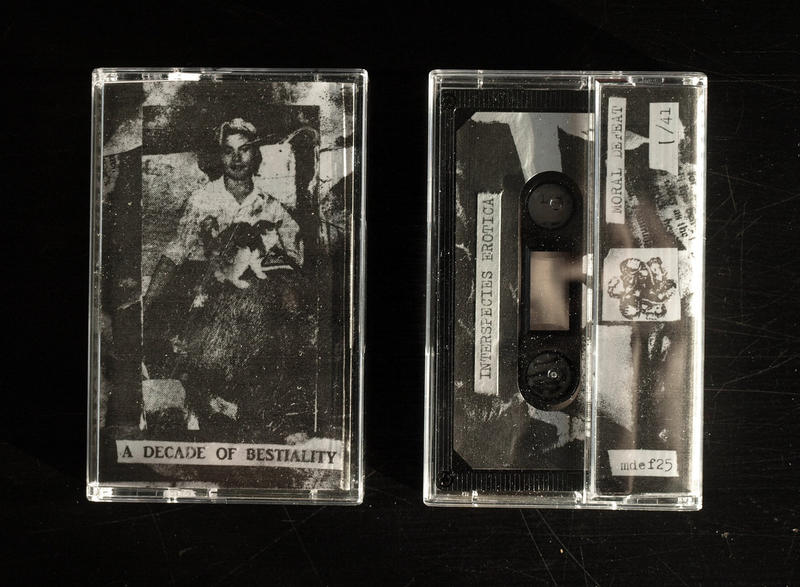 A DECADE OF BESTIALITY
INTERSPECIES EROTICA
MORAL DEFEAT
1/41
mdef25